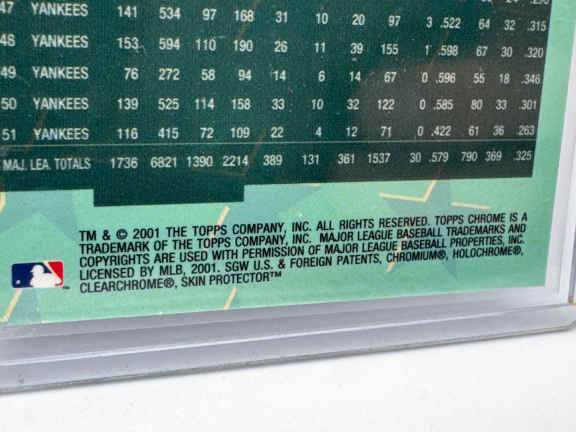 47 YANKEES 141 534 97 168 31 10 20 97 3 .522 64 32 .315
48 YANKEES 153 594 110 190 26 11 39 155 1 .598 67 30 .320
49 YANKEES 76 272 58 94 14 6 14 67 0 .596 55 18 .346
50 YANKEES 139 525 114 158 33 10 32 122 0 .585 80 33 .301
51 YANKEES 116 415 72 109 22 4 12 71 0 .422 61 36 .263
MAJ. LEA. TOTALS 1736 6821 1390 2214 389 131 361 1537 30 .579 790 369 .325
TM & © 2001 THE TOPPS COMPANY, INC. ALL RIGHTS RESERVED. TOPPS CHROME IS A
TRADEMARK OF THE TOPPS COMPANY, INC. MAJOR LEAGUE BASEBALL TRADEMARKS AND
COPYRIGHTS ARE USED WITH PERMISSION OF MAJOR LEAGUE BASEBALL PROPERTIES, INC.
LICENSED BY MLB, 2001. SGW U.S. & FOREIGN PATENTS, CHROMIUM®, HOLOCHROME®,
CLEARCHROME®, SKIN PROTECTOR™